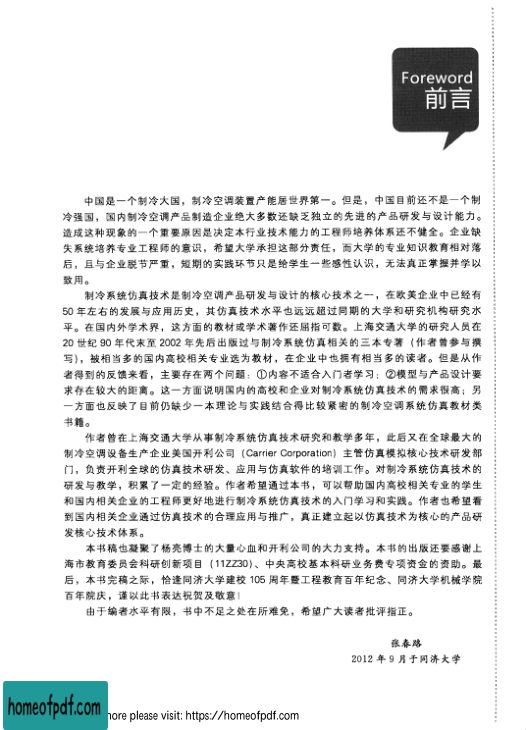 Foreword
前言
中国是一个制冷大国，制冷空调装置产能居世界第一。但是，中国目前还不是一个制
冷强国，国内制冷空调产品制造企业绝大多数还缺乏独立的先进的产品研发与设计能力。
造成这种现象的一个重要原因是决定本行业技术能力的工程师培养体系还不健全。企业缺
失系统培养专业工程师的意识，希望大学承担这部分责任，而大学的专业知识教育相对落
后，且与企业脱节严重，短期的实践环节只是给学生一些感性认识，无法真正掌握并学以
致用。
制冷系统仿真技术是制冷空调产品研发与设计的核心技术之一，在欧美企业中已经有
50 年左右的发展与应用历史，其仿真技术水平也远远超过同期的大学和研究机构研究水
平。在国内外学术界，这方面的教材或学术著作还屈指可数。上海交通大学的研究人员在
20 世纪 90 年代末至 2002 年先后出版过与制冷系统仿真相关的三本专著（作者曾参与撰
写），被相当多的国内高校相关专业选为教材，在企业中也拥有相当多的读者。但是从作
者得到的反馈来看，主要存在两个问题：①内容不适合入门者学习；②模型与产品设计要
求存在较大的距离。这一方面说明国内的高校和企业对制冷系统仿真技术的需求很高；另
一方面也反映了目前仍缺少一本理论与实践结合得比较紧密的制冷空调系统仿真教材类
书籍。
作者曾在上海交通大学从事制冷系统仿真技术研究和教学多年，此后又在全球最大的
制冷空调设备生产企业美国开利公司（Carrier Corporation）主管仿真模拟核心技术研发部
门，负责开利全球的仿真技术研发、应用与仿真软件的培训工作。对制冷系统仿真技术的
研发与教学，积累了一定的经验。作者希望通过本书，可以帮助国内高校相关专业的学生
和国内相关企业的工程师更好地进行制冷系统仿真技术的入门学习和实践。作者也希望看
到国内相关企业通过仿真技术的合理应用与推广，真正建立起以仿真技术为核心的产品研
发核心技术体系。
本书稿也凝聚了杨亮博士的大量心血和开利公司的大力支持。本书的出版还要感谢上
海市教育委员会科研创新项目（11ZZ30）、中央高校基本科研业务费专项资金的资助。最
后，本书完稿之际，恰逢同济大学建校 105 周年暨工程教育百年纪念、同济大学机械学院
百年院庆，谨以此书表达祝贺及敬意！
由于编者水平有限，书中不足之处在所难免，希望广大读者批评指正。
张春路
2012 年 9 月于同济大学
homeofpdf.com
more please visit: https://homeofpdf.com